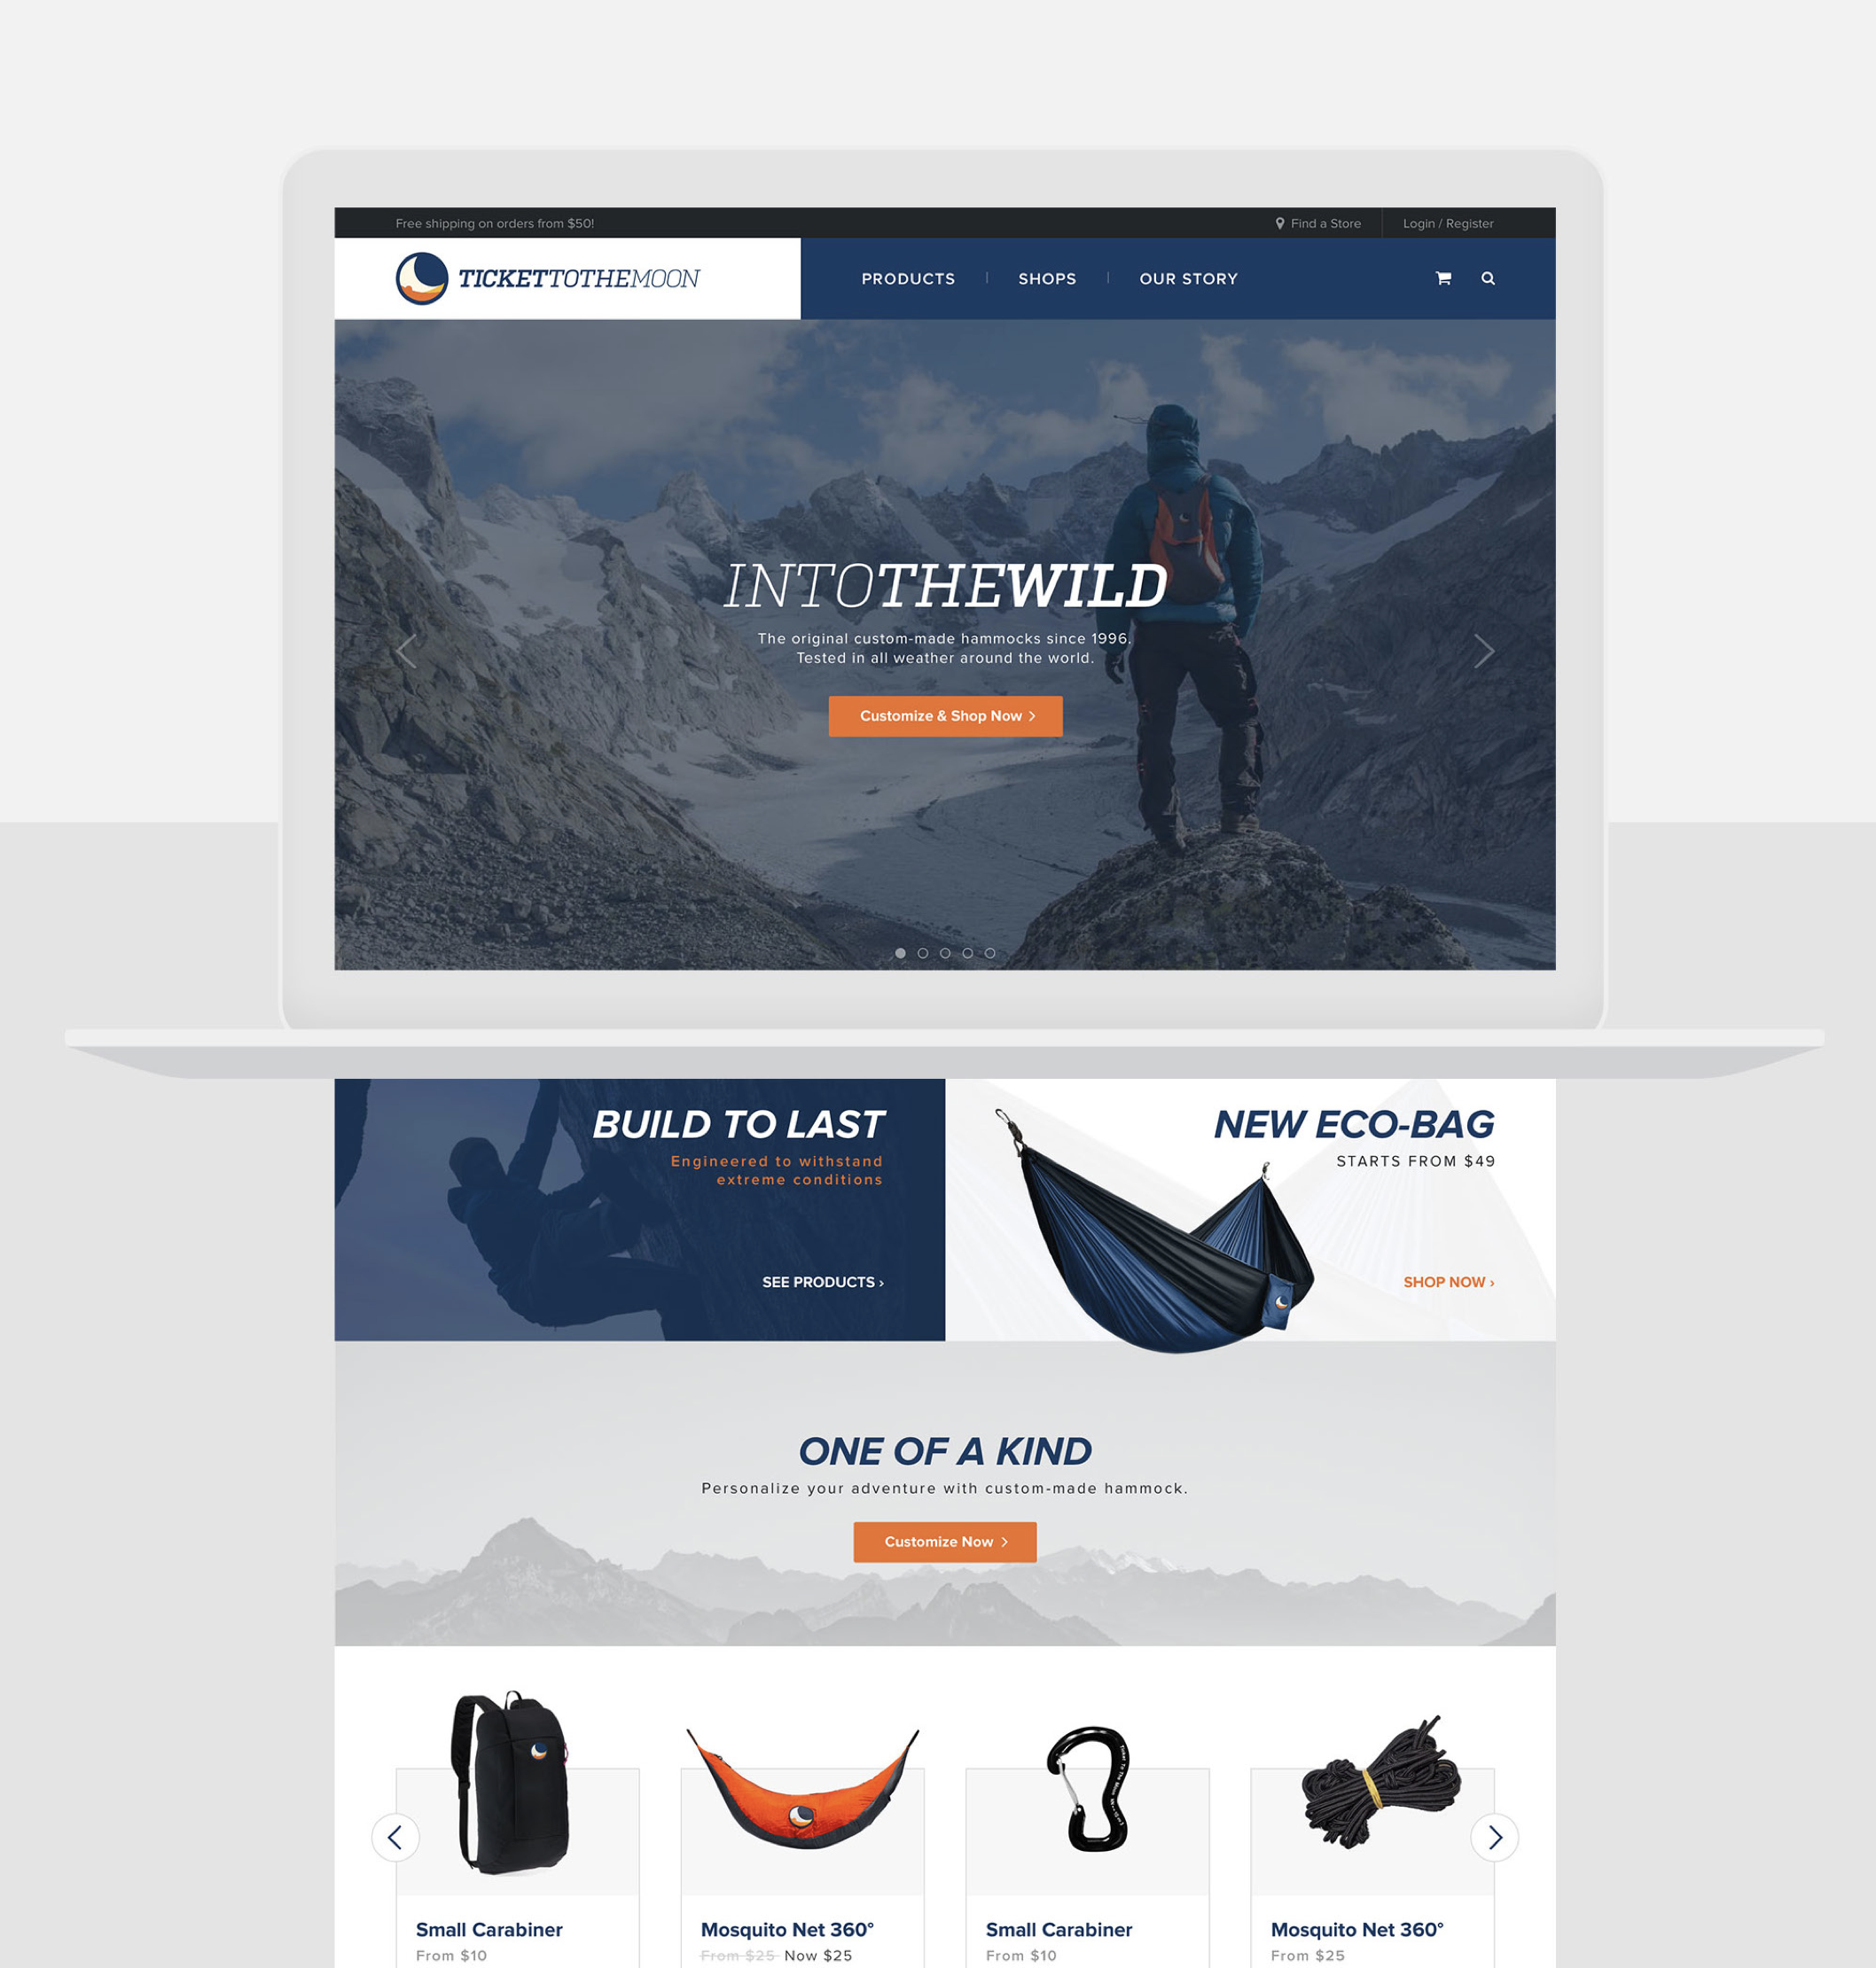 Free shipping on orders from $50!
Find a Store
Login / Register
TICKETTOTHEMOON
PRODUCTS
SHOPS
OUR STORY
INTOTHEWILD
The original custom-made hammocks since 1996.
Tested in all weather around the world.
Customize & Shop Now >
BUILD TO LAST
Engineered to withstand
extreme conditions
SEE PRODUCTS ›
NEW ECO-BAG
STARTS FROM $49
SHOP NOW ›
ONE OF A KIND
Personalize your adventure with custom-made hammock.
Customize Now >
Small Carabiner
From $10
Mosquito Net 360°
From $25 Now $25
Ticket To The Moon
Small Carabiner
From $10
Mosquito Net 360°
From $25